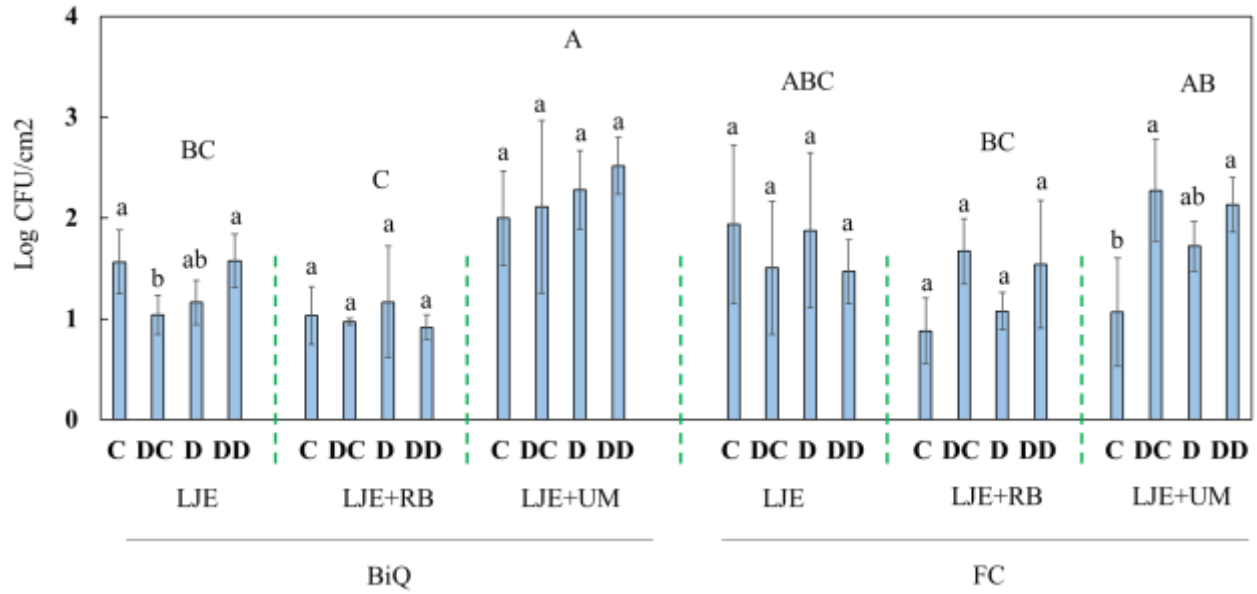 4
A
ABC
AB
3
a
a
a
a
a
a
BC
BC
C
a
a
a
a
a
Log CFU/cm2
2
a
a
a
ab
b
ab
b
a
a
a
a
a
1
0
C DC D DD C DC D DD C DC D DD C DC D DD C DC D DD C DC D DD
LJE LJE+RB LJE+UM LJE LJE+RB LJE+UM
BiQ FC